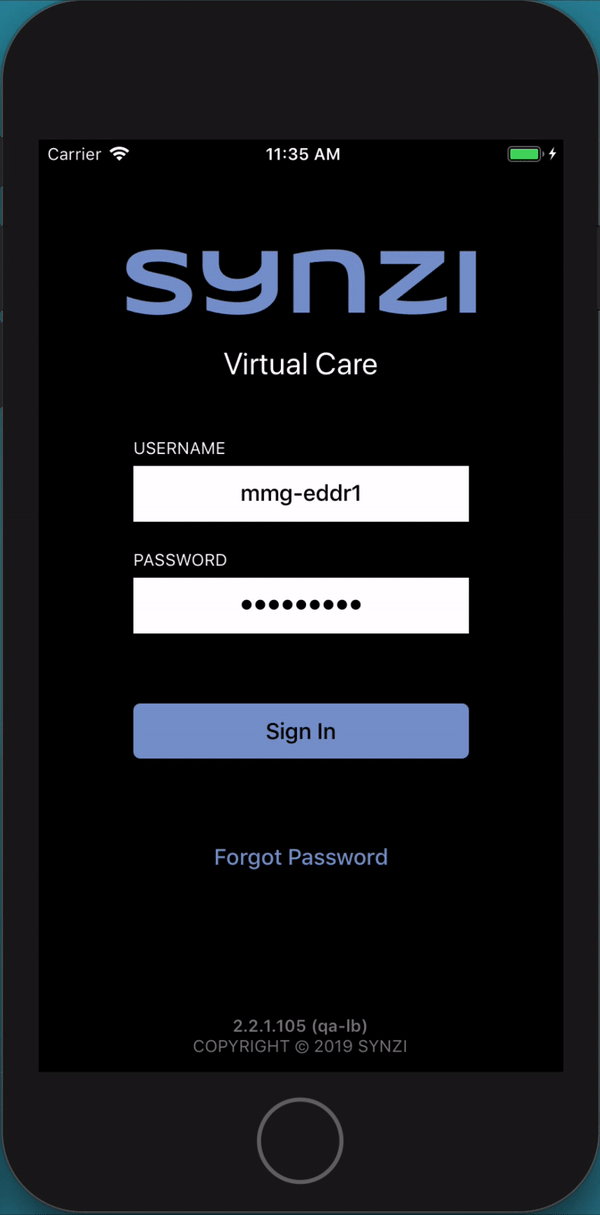 Carrier 11:35 AM
SYNZI
Virtual Care
USERNAME
mmg-eddr1
PASSWORD
•••••••••
Sign In
Forgot Password
2.2.1.105 (qa-lb)
COPYRIGHT © 2019 SYNZI